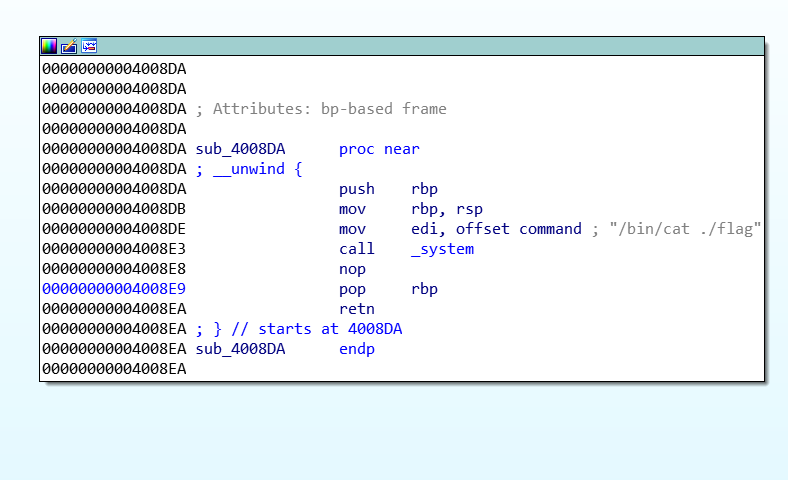 00000000004008DA
00000000004008DA
00000000004008DA ; Attributes: bp-based frame
00000000004008DA
00000000004008DA sub_4008DA      proc near
00000000004008DA ; __unwind {
00000000004008DA                 push    rbp
00000000004008DB                 mov     rbp, rsp
00000000004008DE                 mov     edi, offset command ; "/bin/cat ./flag"
00000000004008E3                 call    _system
00000000004008E8                 nop
00000000004008E9                 pop     rbp
00000000004008EA                 retn
00000000004008EA ; } // starts at 4008DA
00000000004008EA sub_4008DA      endp
00000000004008EA